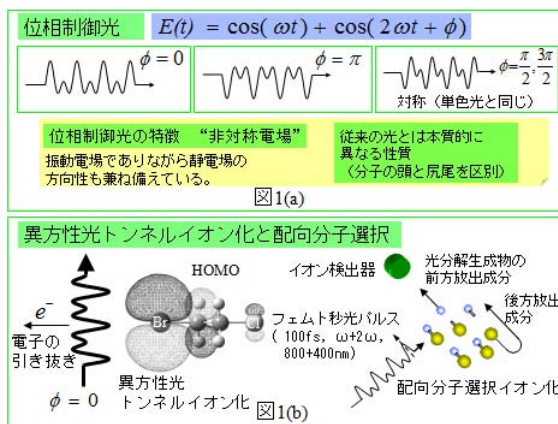 位相制御光 E(t) = cos( ωt) + cos( 2ωt + ϕ)
ϕ = 0
ϕ = π
ϕ= π/2, 3π/2
対称（単色光と同じ）
位相制御光の特徴 “非対称電場”
振動電場でありながら静電場の
方向性も兼ね備えている。
従来の光とは本質的に
異なる性質
（分子の頭と尻尾を区別）
図1(a)
異方性光トンネルイオン化と配向分子選択
HOMO
イオン検出器
光分解生成物の
前方放出成分
後方放出
成分
e⁻
電子の
引き抜き
ϕ = 0
Br
Cl
異方性光
トンネルイオン化
フェムト秒光パルス
( 100fs, ω+2ω,
800+400nm)
配向分子選択イオン化
図1(b)